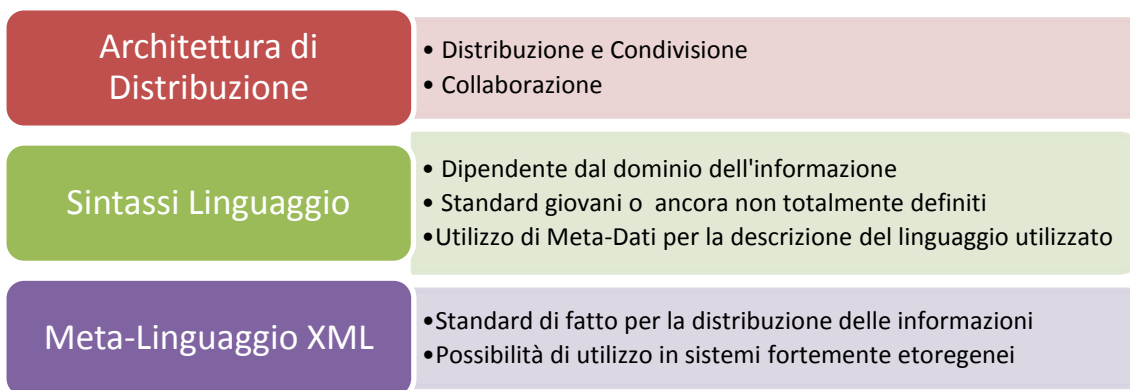 Architettura di
Distribuzione
• Distribuzione e Condivisione
• Collaborazione
Sintassi Linguaggio
• Dipendente dal dominio dell'informazione
• Standard giovani o ancora non totalmente definiti
•Utilizzo di Meta-Dati per la descrizione del linguaggio utilizzato
Meta-Linguaggio XML
•Standard di fatto per la distribuzione delle informazioni
•Possibilità di utilizzo in sistemi fortemente etoregenei